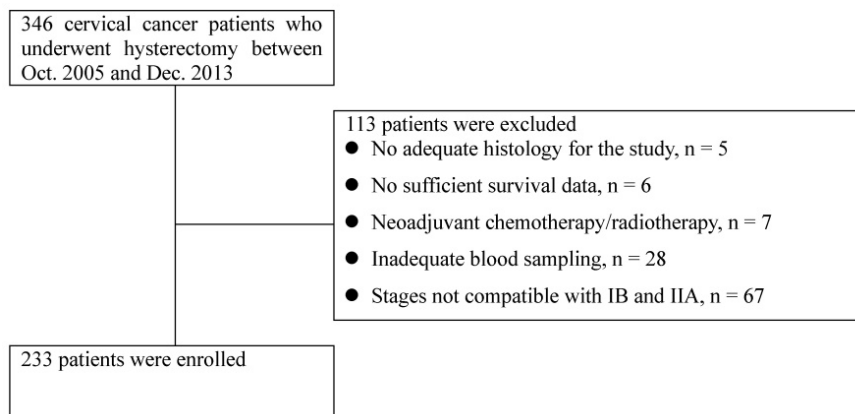 346 cervical cancer patients who
underwent hysterectomy between
Oct. 2005 and Dec. 2013
113 patients were excluded
● No adequate histology for the study, n = 5
● No sufficient survival data, n = 6
● Neoadjuvant chemotherapy/radiotherapy, n = 7
● Inadequate blood sampling, n = 28
● Stages not compatible with IB and IIA, n = 67
233 patients were enrolled